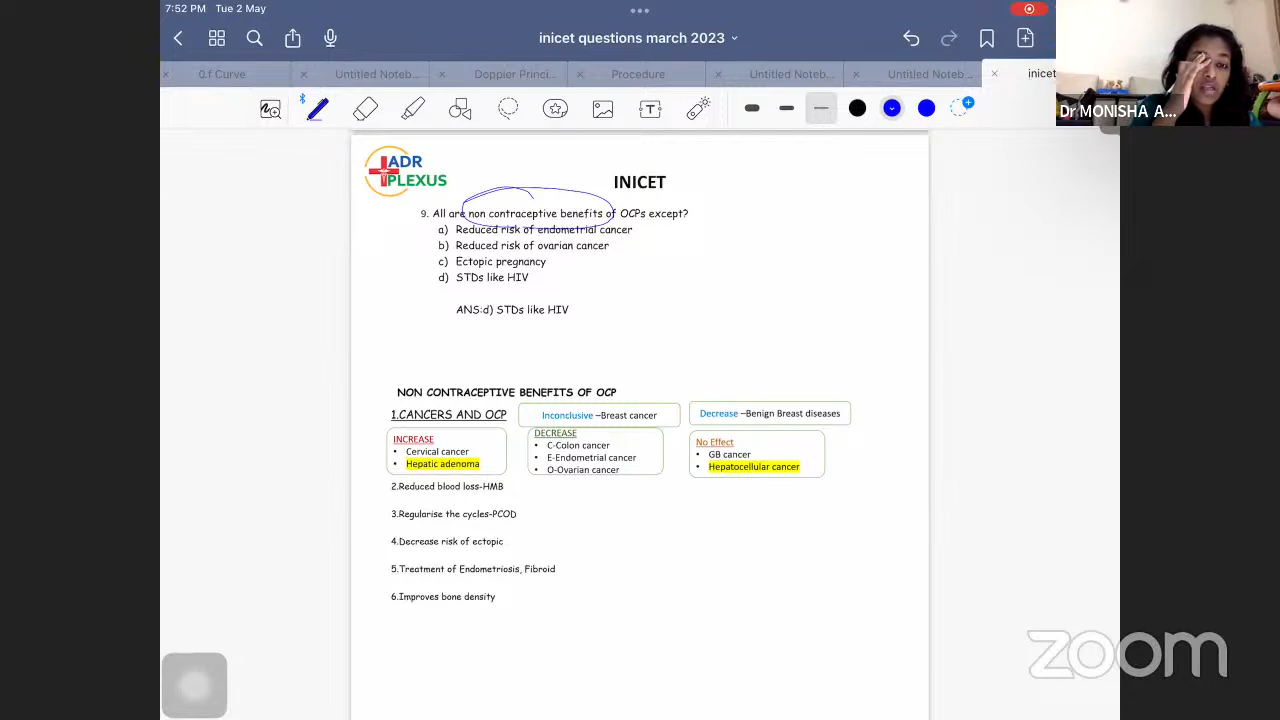 7:52 PM Tue 2 May
inicet questions march 2023
0.f Curve
Untitled Noteb...
Doppier Princi...
Procedure
Untitled Noteb...
Untitled Noteb...
inicet
Dr MONISHA A...
ADR
PLEXUS
INICET
9. All are non contraceptive benefits of OCPs except?
a) Reduced risk of endometrial cancer
b) Reduced risk of ovarian cancer
c) Ectopic pregnancy
d) STDs like HIV
ANS:d) STDs like HIV
NON CONTRACEPTIVE BENEFITS OF OCP
1.CANCERS AND OCP
Inconclusive –Breast cancer
Decrease –Benign Breast diseases
INCREASE
• Cervical cancer
• Hepatic adenoma
DECREASE
• C-Colon cancer
• E-Endometrial cancer
• O-Ovarian cancer
No Effect
• GB cancer
• Hepatocellular cancer
2.Reduced blood loss-HMB
3.Regularise the cycles-PCOD
4.Decrease risk of ectopic
5.Treatment of Endometriosis, Fibroid
6.Improves bone density
zoom